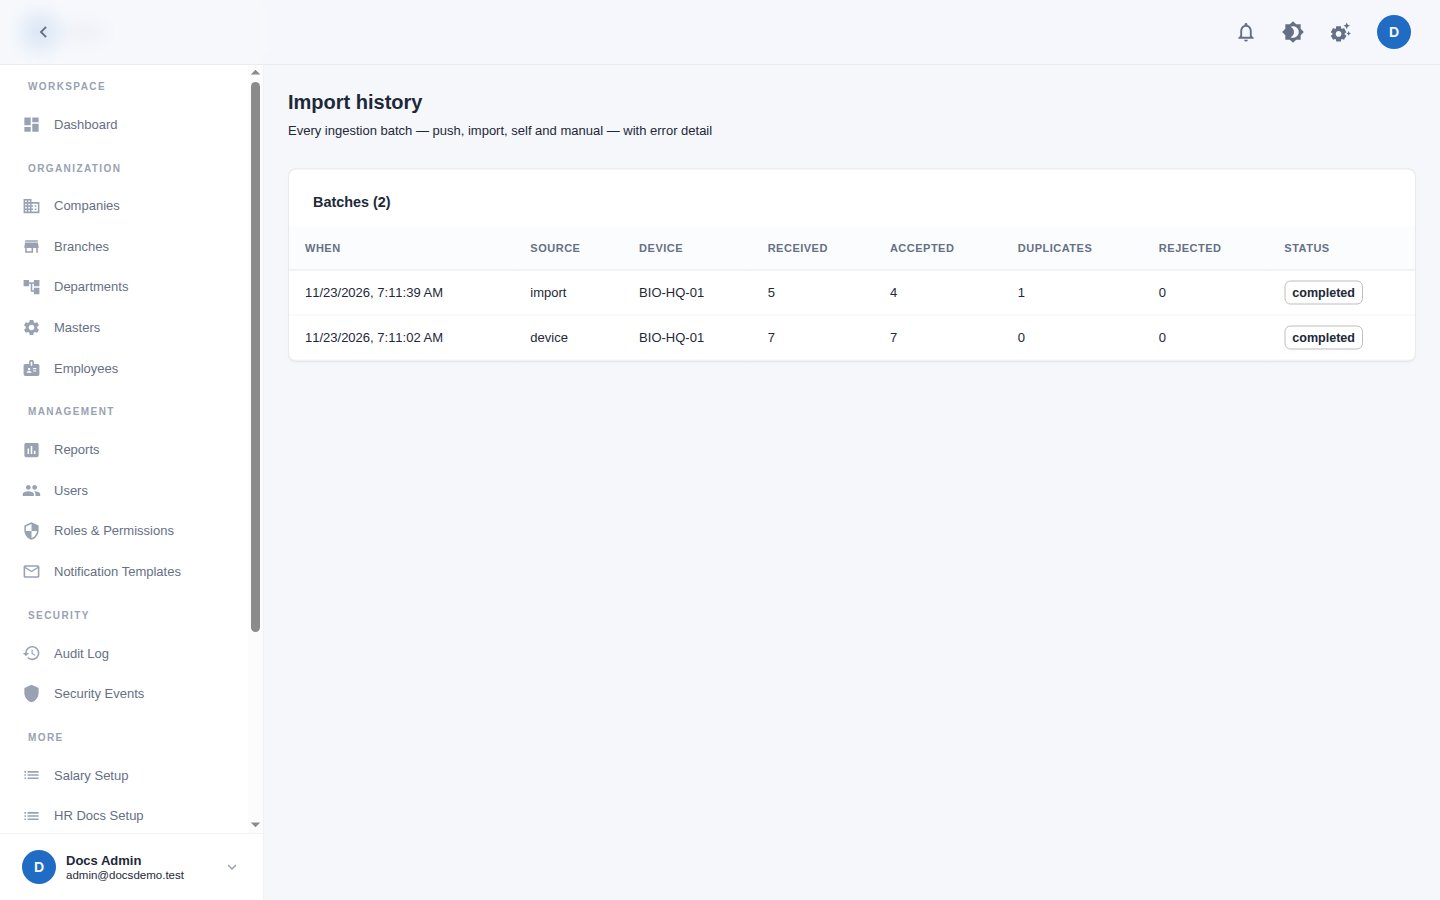 D
WORKSPACE
Dashboard
ORGANIZATION
Companies
Branches
Departments
Masters
Employees
MANAGEMENT
Reports
Users
Roles & Permissions
Notification Templates
SECURITY
Audit Log
Security Events
MORE
Salary Setup
HR Docs Setup
D
Docs Admin
admin@docsdemo.test
Import history
Every ingestion batch — push, import, self and manual — with error detail
Batches (2)
WHEN SOURCE DEVICE RECEIVED ACCEPTED DUPLICATES REJECTED STATUS
11/23/2026, 7:11:39 AM import BIO-HQ-01 5 4 1 0 completed
11/23/2026, 7:11:02 AM device BIO-HQ-01 7 7 0 0 completed